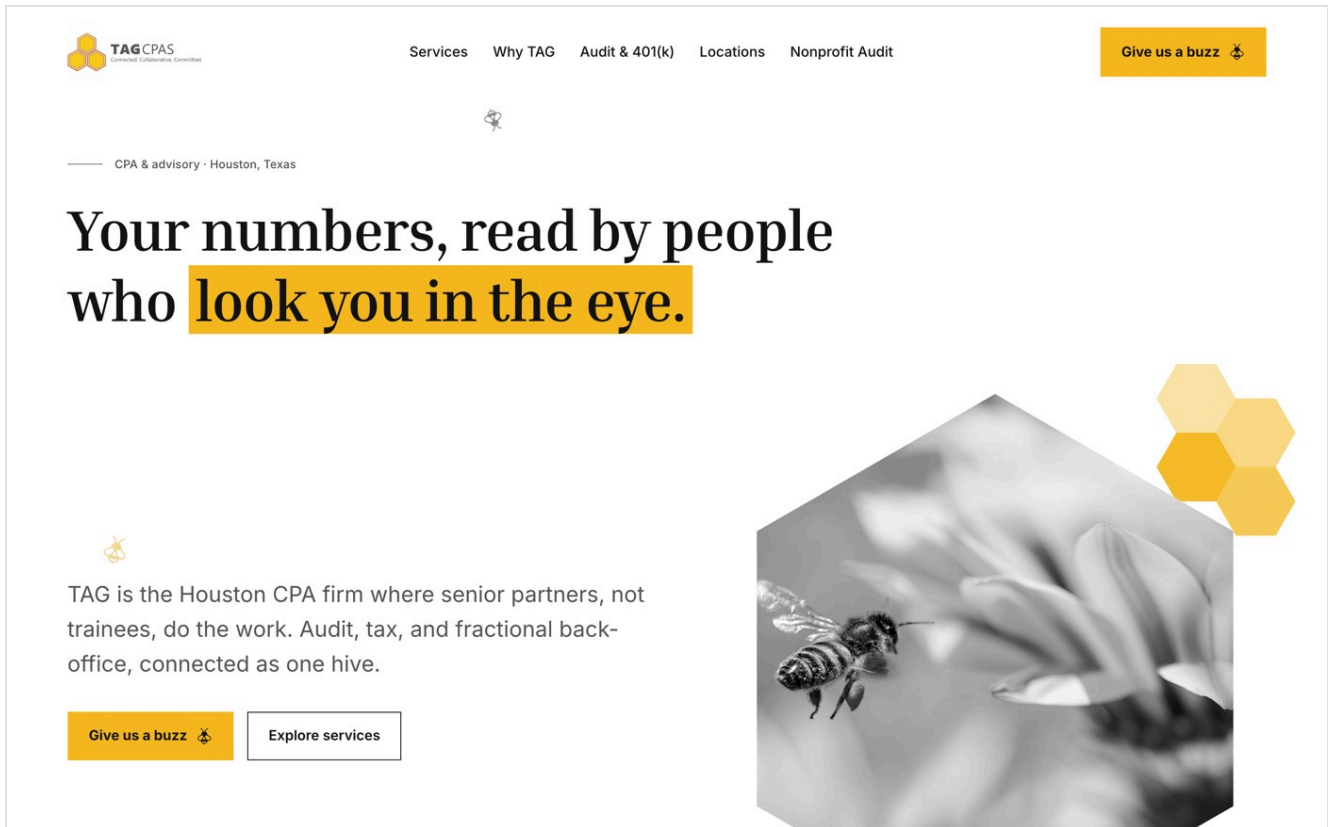 TAG CPAS
Connected. Collaborative. Committed.
Services
Why TAG
Audit & 401(k)
Locations
Nonprofit Audit
Give us a buzz
CPA & advisory · Houston, Texas
Your numbers, read by people
who look you in the eye.
TAG is the Houston CPA firm where senior partners, not
trainees, do the work. Audit, tax, and fractional back-
office, connected as one hive.
Give us a buzz
Explore services